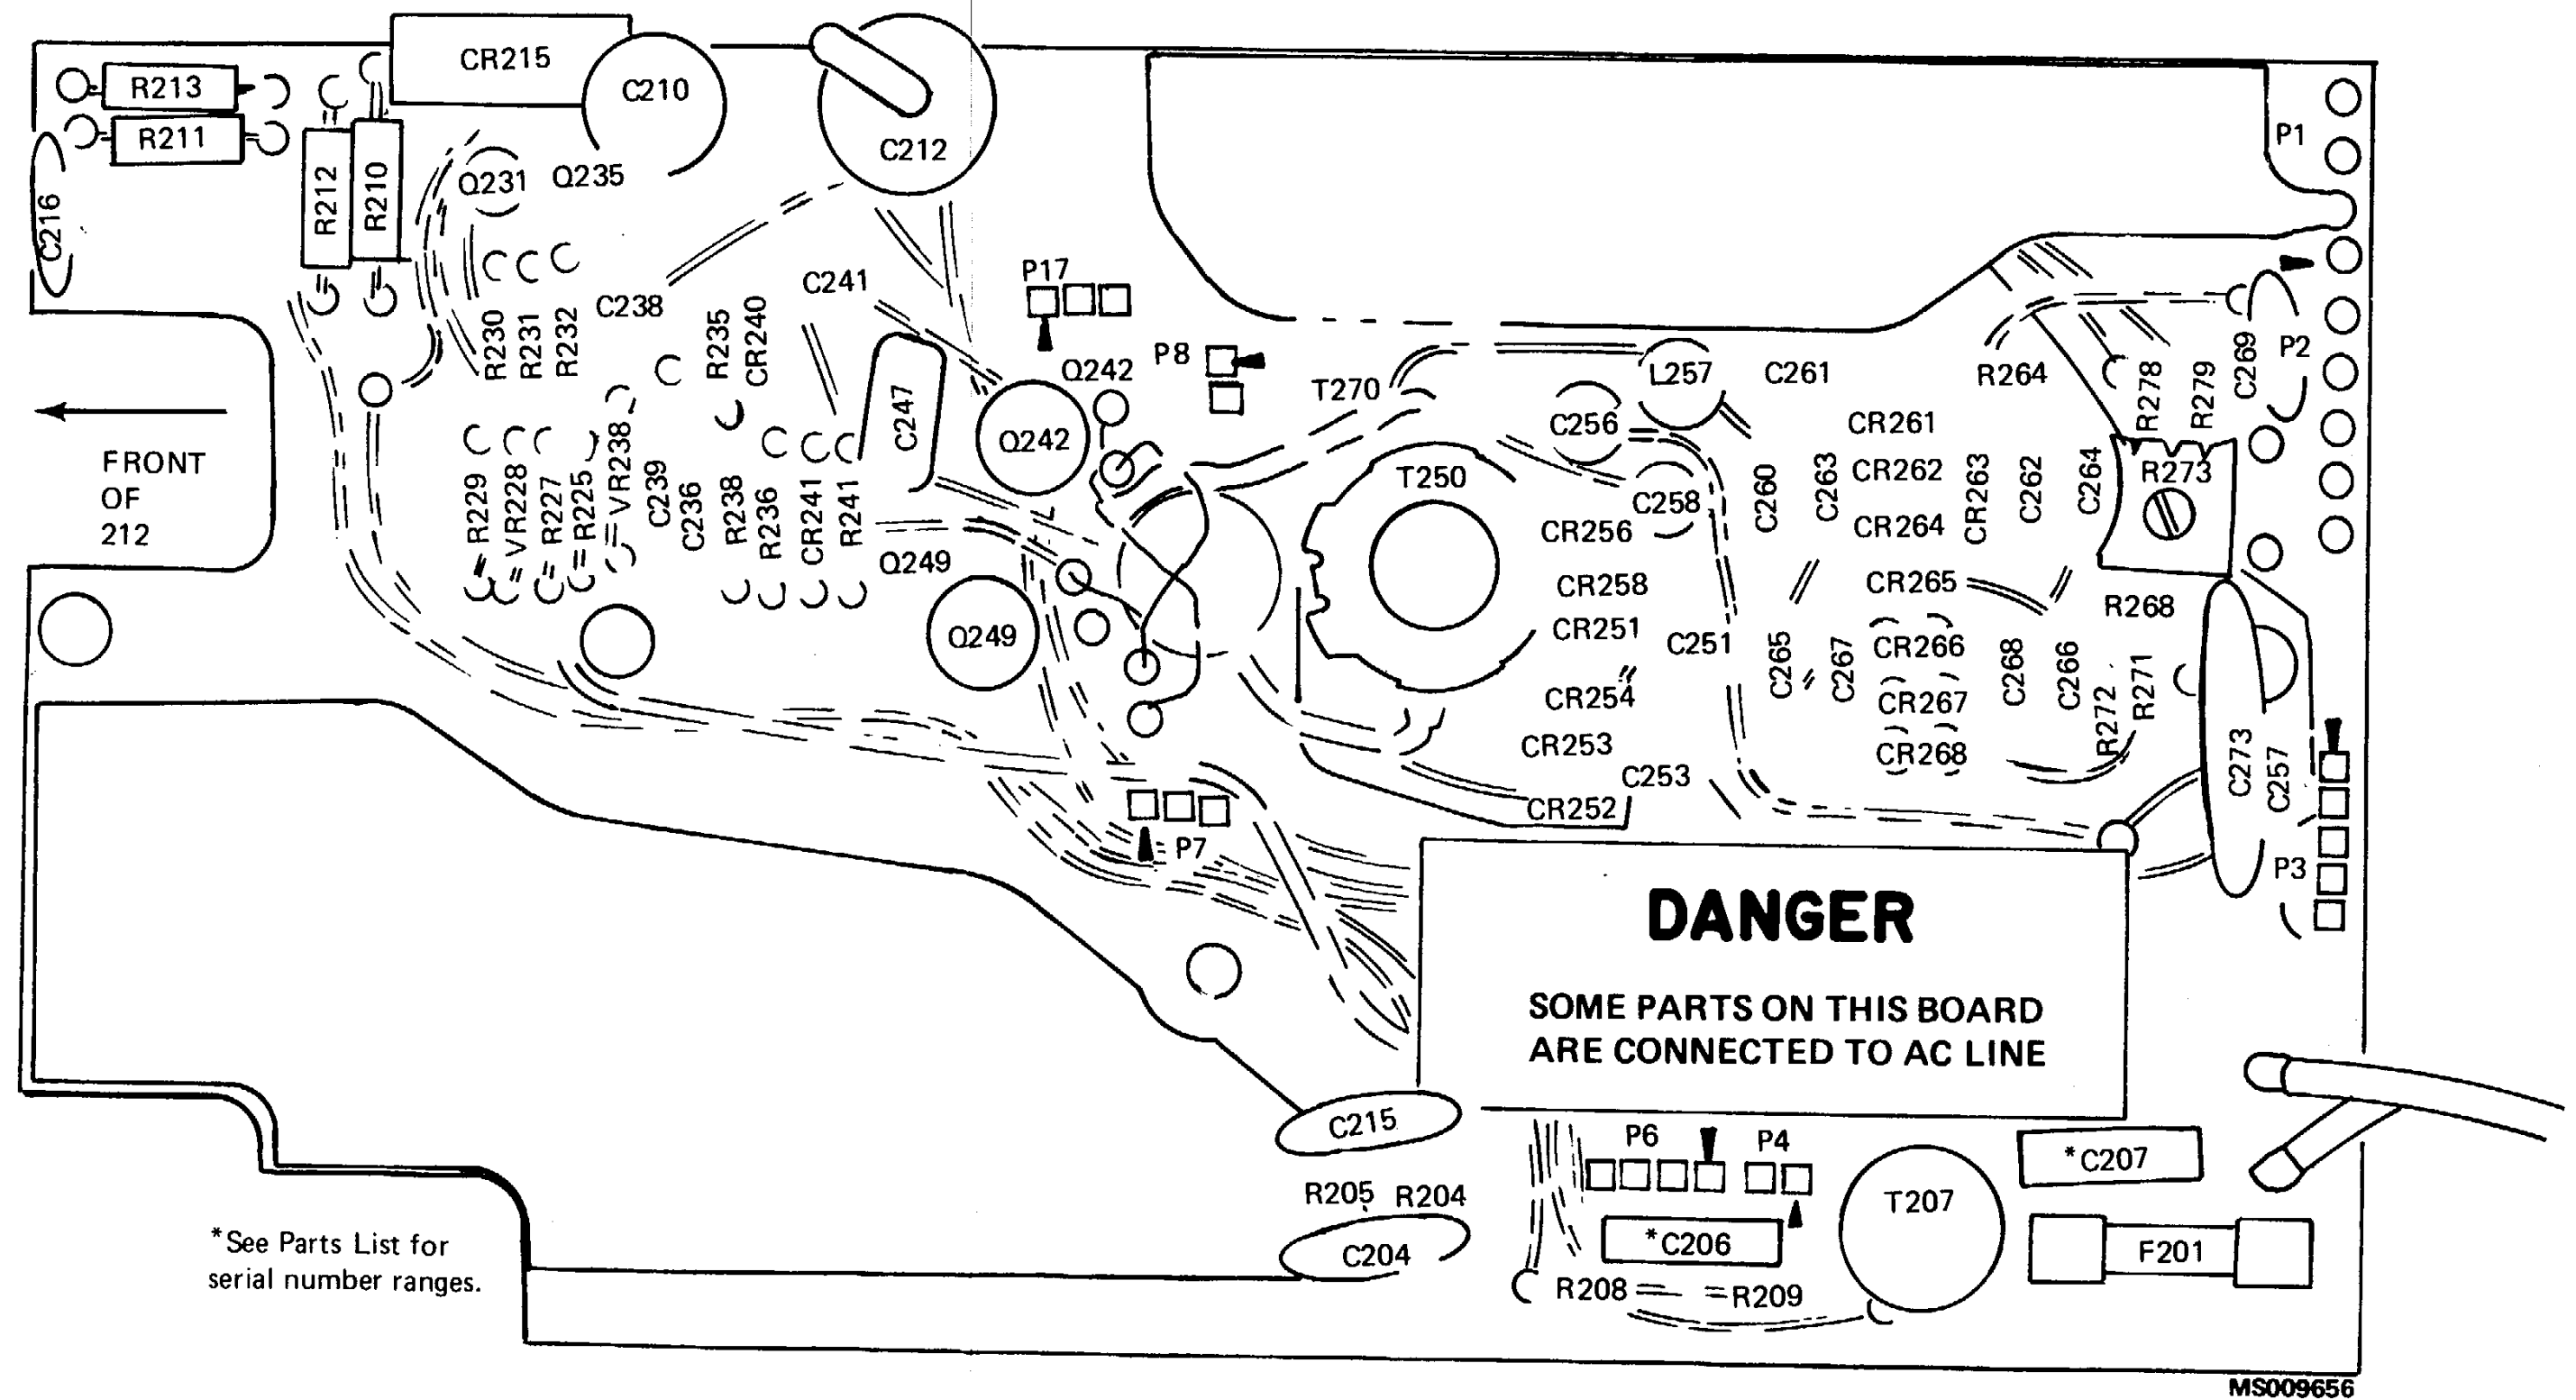 CR215
R213
C210
P1
R211
C212
Q231
Q235
R212
R210
C216
P17
C241
C238
R230
R231
R232
R235
CR240
P8
Q242
T270
L257
C261
R264
R278
R279
C269
P2
C247
Q242
C256
CR261
FRONT
OF
212
R229
VR228
R227
R225
VR238
C239
C236
R238
R236
CR241
R241
T250
C258
C260
C263
CR262
CR263
C262
C264
R273
CR256
CR264
Q249
CR258
CR265
R268
Q249
CR251
C251
C265
C267
CR266
C268
C266
R272
R271
CR254
CR267
CR253
CR268
C253
C273
C257
CR252
P7
P3
DANGER
SOME PARTS ON THIS BOARD
ARE CONNECTED TO AC LINE
C215
P6
P4
*C207
R205
R204
T207
*C206
C204
F201
R208
R209
*See Parts List for
serial number ranges.
MS009656